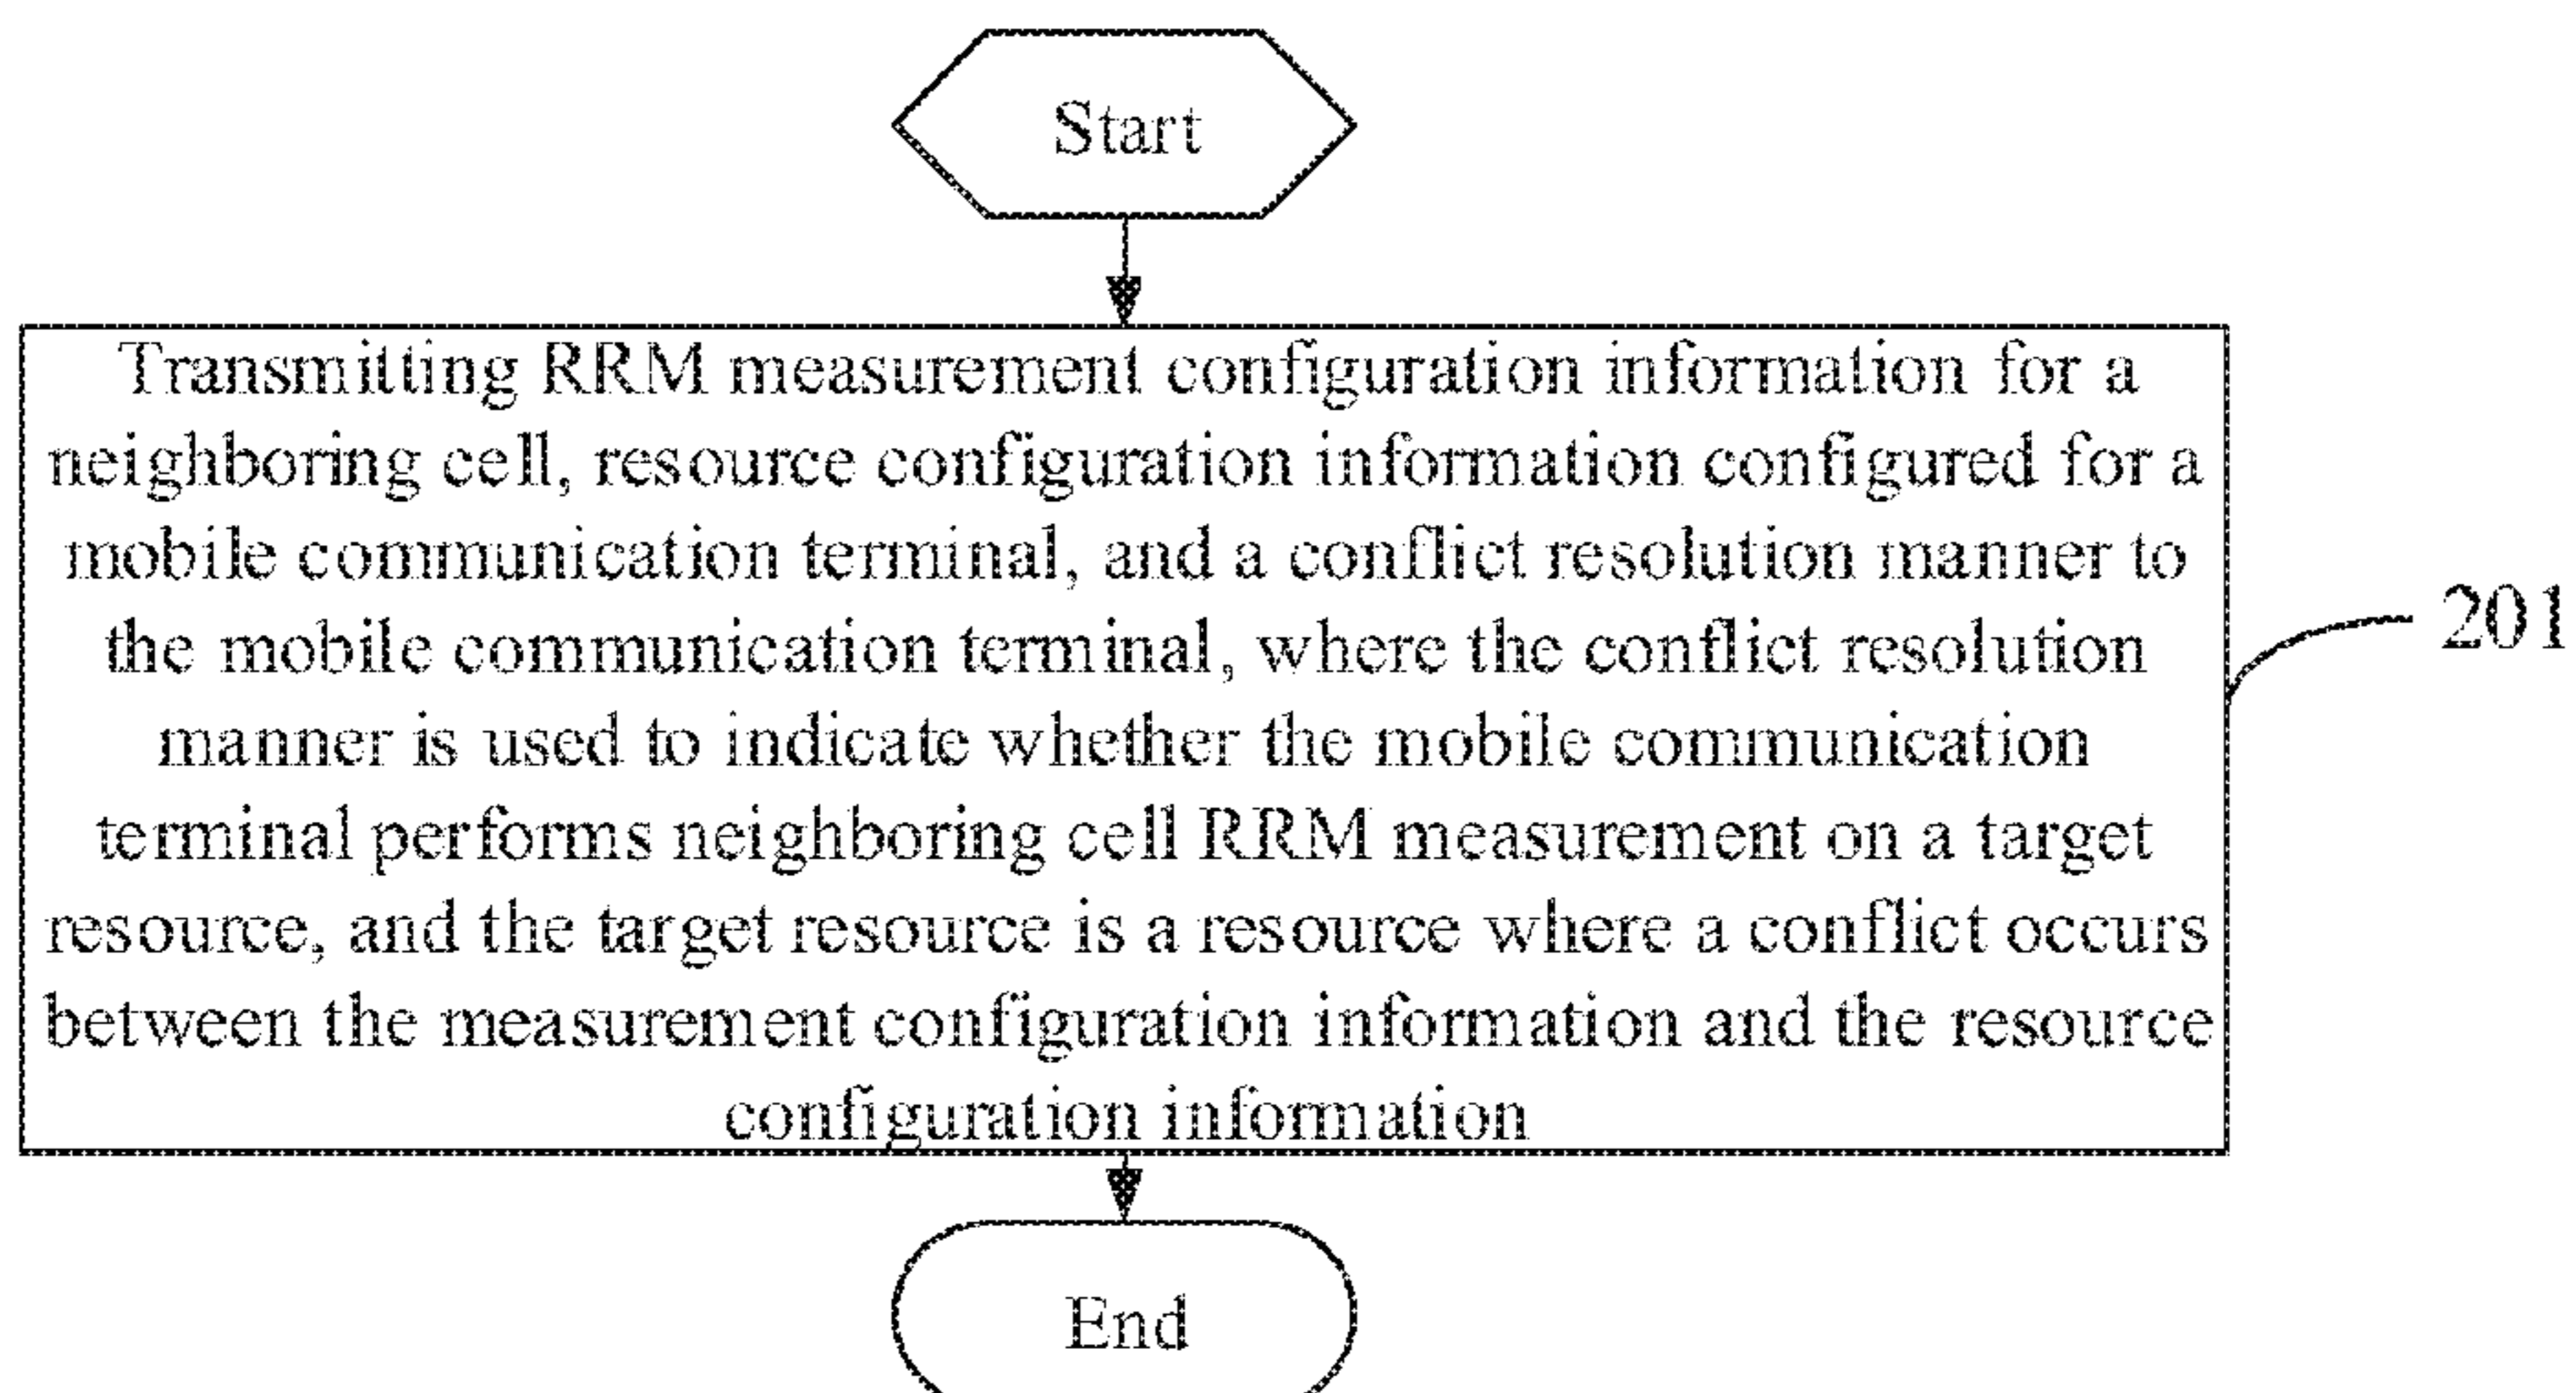 Start
Transmitting RRM measurement configuration information for a
neighboring cell, resource configuration information configured for a
mobile communication terminal, and a conflict resolution manner to
the mobile communication terminal, where the conflict resolution
manner is used to indicate whether the mobile communication
terminal performs neighboring cell RRM measurement on a target
resource, and the target resource is a resource where a conflict occurs
between the measurement configuration information and the resource
configuration information
201
End